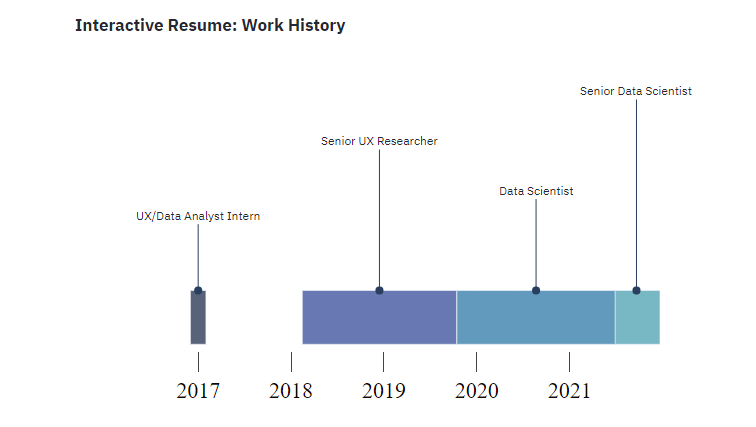 Interactive Resume: Work History
Senior Data Scientist
Senior UX Researcher
Data Scientist
UX/Data Analyst Intern
2017 2018 2019 2020 2021